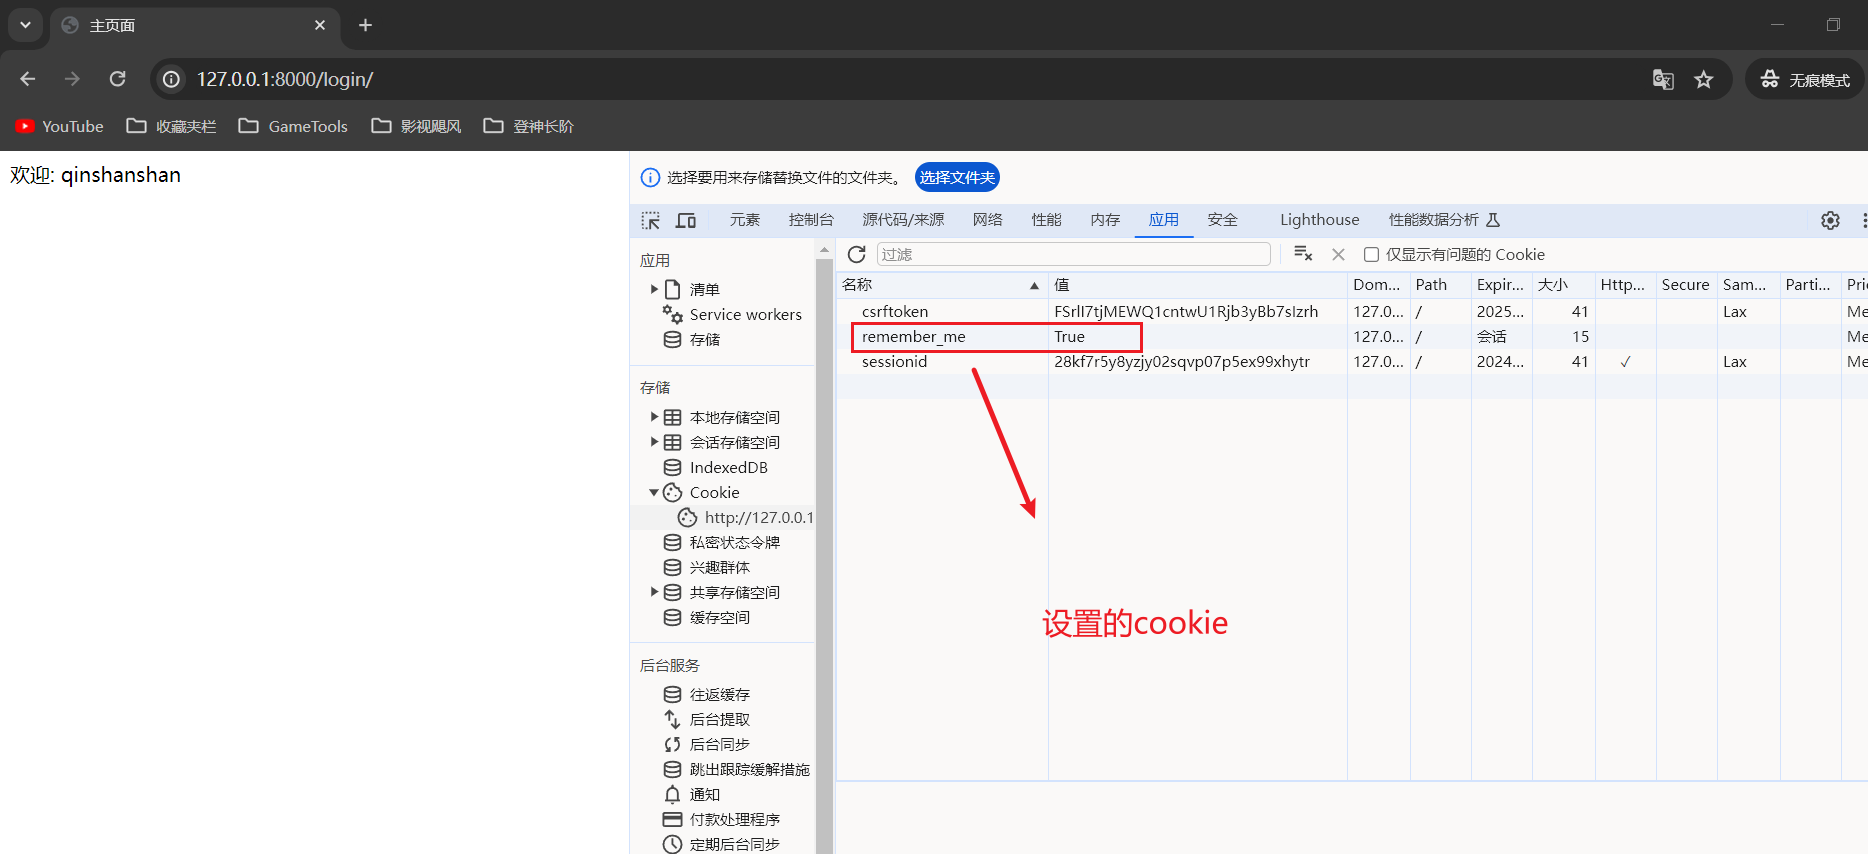 主页面
127.0.0.1:8000/login/
无痕模式
YouTube 收藏夹栏 GameTools 影视飓风 登神长阶
欢迎: qinshanshan
选择要用来存储替换文件的文件夹。 选择文件夹
元素 控制台 源代码/来源 网络 性能 内存 应用 安全 Lighthouse 性能数据分析
过滤 仅显示有问题的 Cookie
名称 值 Dom... Path Expir... 大小 Http... Secure Sam... Parti... Pri
csrftoken FSrlI7tjMEWQ1cntwU1Rjb3yBb7sIzrh 127.0... / 2025... 41 Lax Me
remember_me True 127.0... / 会话 15 Me
sessionid 28kf7r5y8yzjy02sqvp07p5ex99xhytr 127.0... / 2024... 41 ✓ Lax Me
设置的cookie
应用
清单
Service workers
存储
存储
本地存储空间
会话存储空间
IndexedDB
Cookie
http://127.0.0.1
私密状态令牌
兴趣群体
共享存储空间
缓存空间
后台服务
往返缓存
后台提取
后台同步
跳出跟踪缓解措施
通知
付款处理程序
定期后台同步